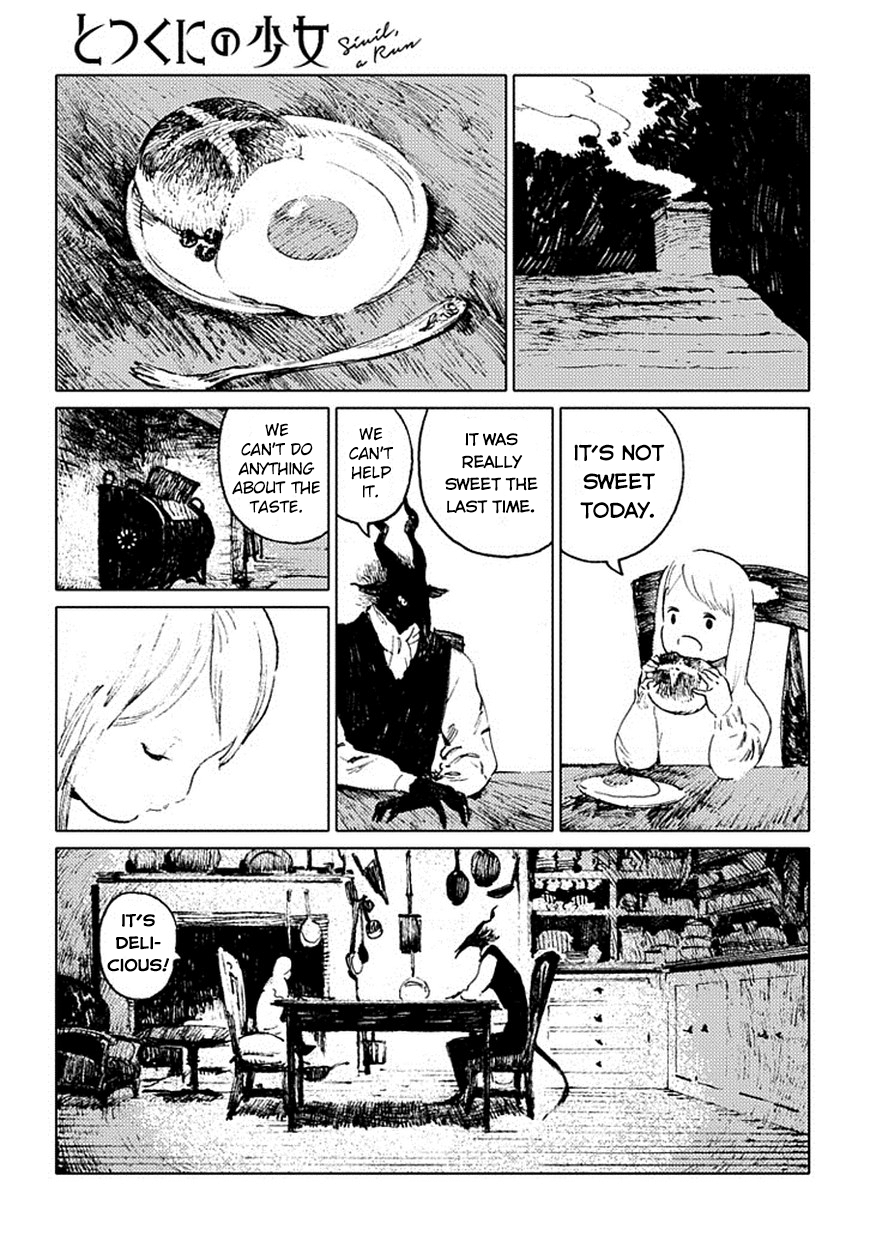 とつくにの少女
Siúil,
a Run
IT'S NOT
SWEET
TODAY.
IT WAS
REALLY
SWEET THE
LAST TIME.
WE
CAN'T
HELP
IT.
WE
CAN'T DO
ANYTHING
ABOUT THE
TASTE.
IT'S
DELI-
CIOUS!